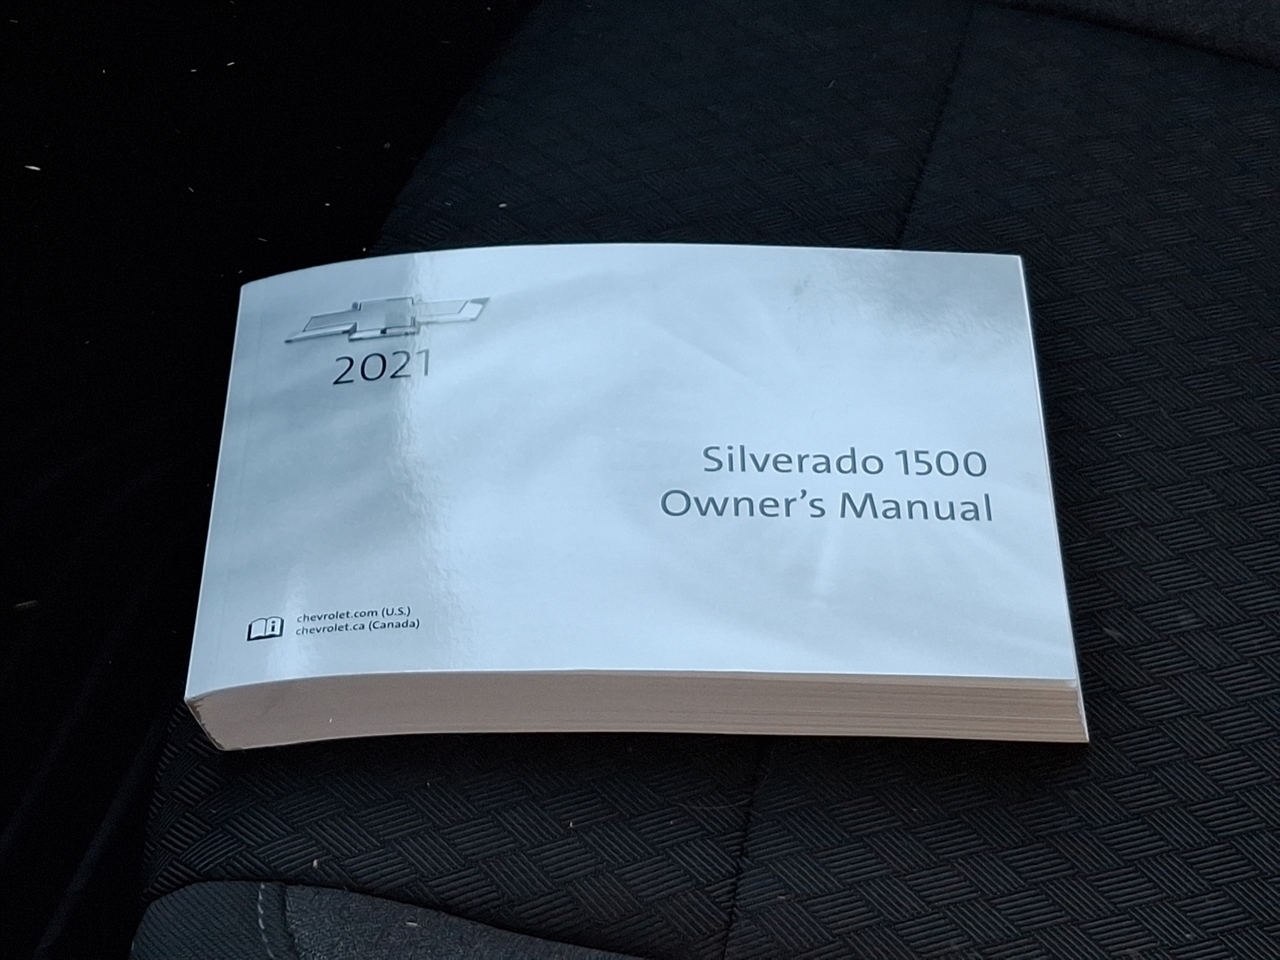 2021
Silverado 1500
Owner's Manual
chevrolet.com (U.S.)
chevrolet.ca (Canada)